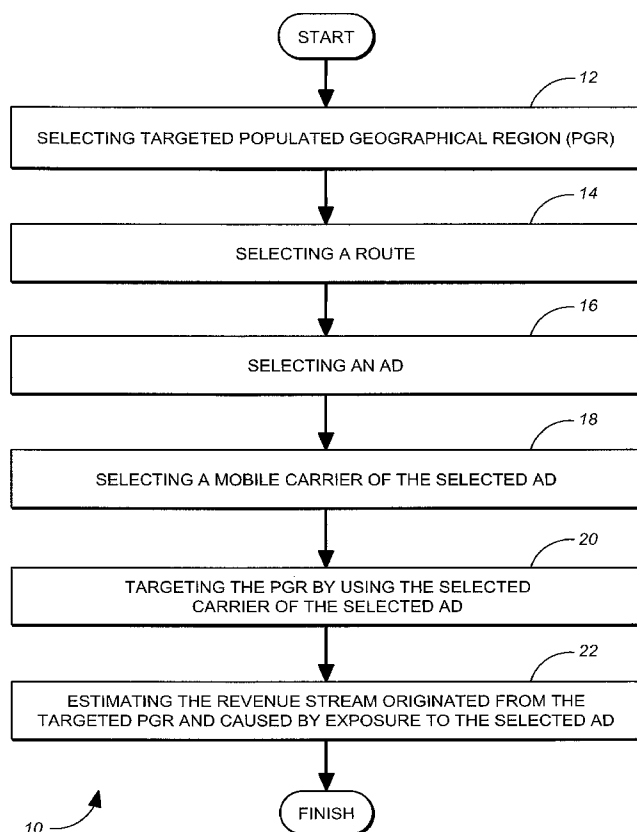 START
12
SELECTING TARGETED POPULATED GEOGRAPHICAL REGION (PGR)
14
SELECTING A ROUTE
16
SELECTING AN AD
18
SELECTING A MOBILE CARRIER OF THE SELECTED AD
20
TARGETING THE PGR BY USING THE SELECTED
CARRIER OF THE SELECTED AD
22
ESTIMATING THE REVENUE STREAM ORIGINATED FROM THE
TARGETED PGR AND CAUSED BY EXPOSURE TO THE SELECTED AD
10
FINISH